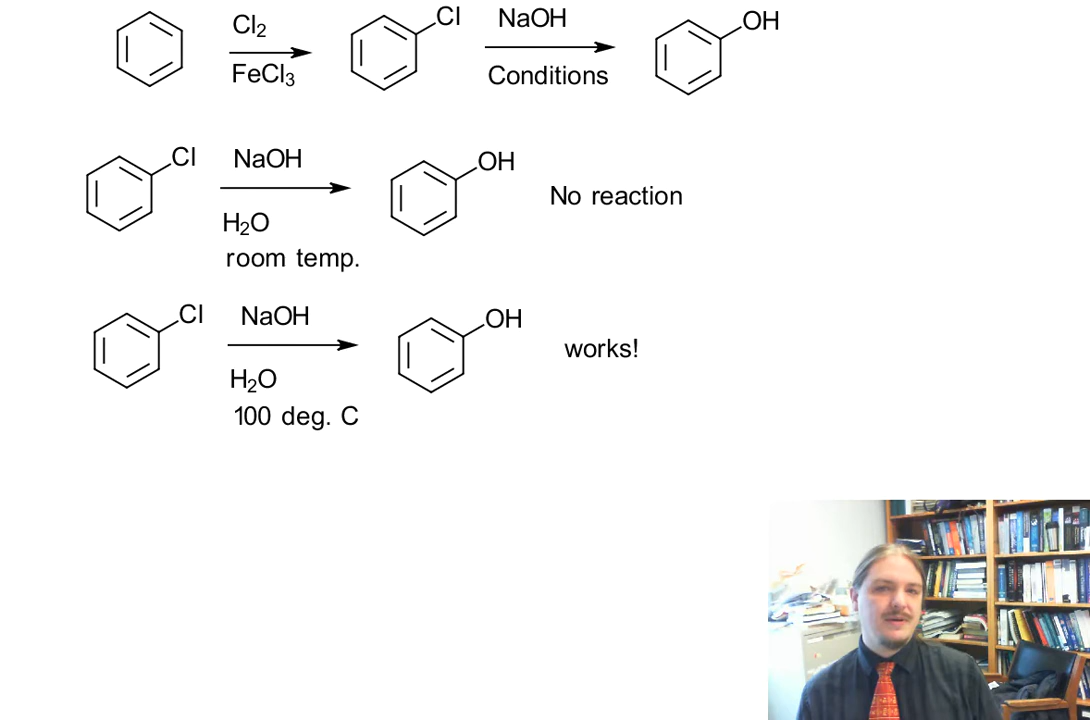 Cl
Cl2
NaOH
OH
FeCl3
Conditions
Cl
NaOH
OH
No reaction
H2O
room temp.
Cl
NaOH
OH
works!
H2O
100 deg. C